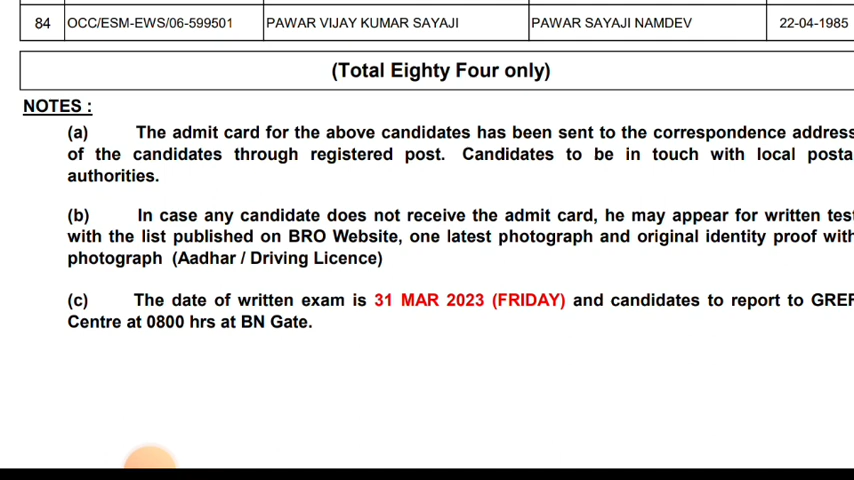 84 OCC/ESM-EWS/06-599501 PAWAR VIJAY KUMAR SAYAJI PAWAR SAYAJI NAMDEV 22-04-1985
(Total Eighty Four only)
NOTES :
(a) The admit card for the above candidates has been sent to the correspondence address
of the candidates through registered post. Candidates to be in touch with local posta
authorities.
(b) In case any candidate does not receive the admit card, he may appear for written test
with the list published on BRO Website, one latest photograph and original identity proof with
photograph (Aadhar / Driving Licence)
(c) The date of written exam is 31 MAR 2023 (FRIDAY) and candidates to report to GREF
Centre at 0800 hrs at BN Gate.